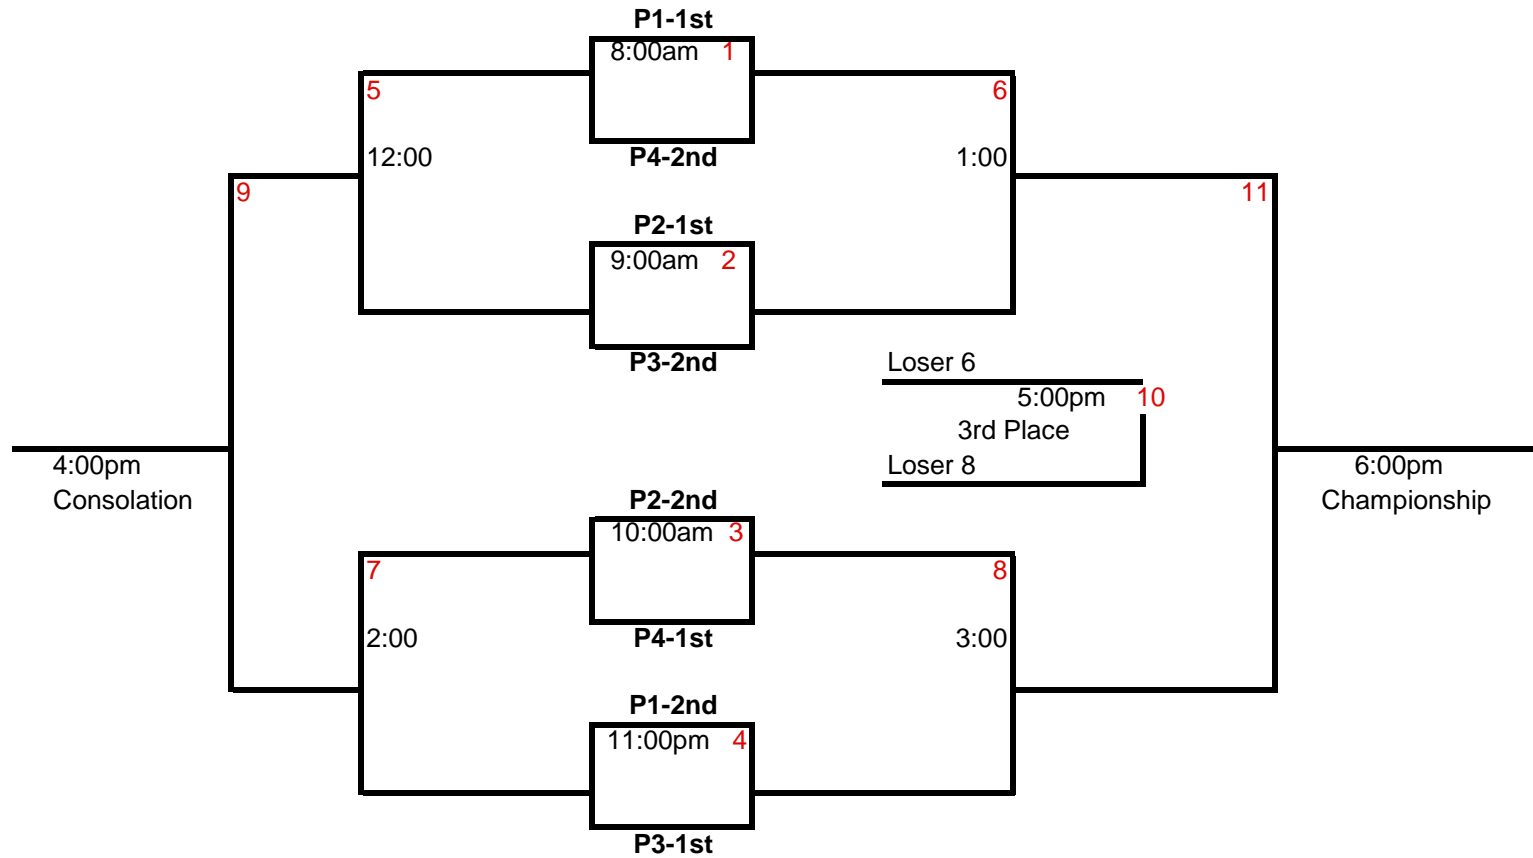 P1-1st
8:00am 1
5
6
12:00
P4-2nd
1:00
9
11
P2-1st
9:00am 2
P3-2nd
Loser 6
5:00pm 10
3rd Place
Loser 8
4:00pm
Consolation
6:00pm
Championship
P2-2nd
10:00am 3
7
8
2:00
P4-1st
3:00
P1-2nd
11:00pm 4
P3-1st